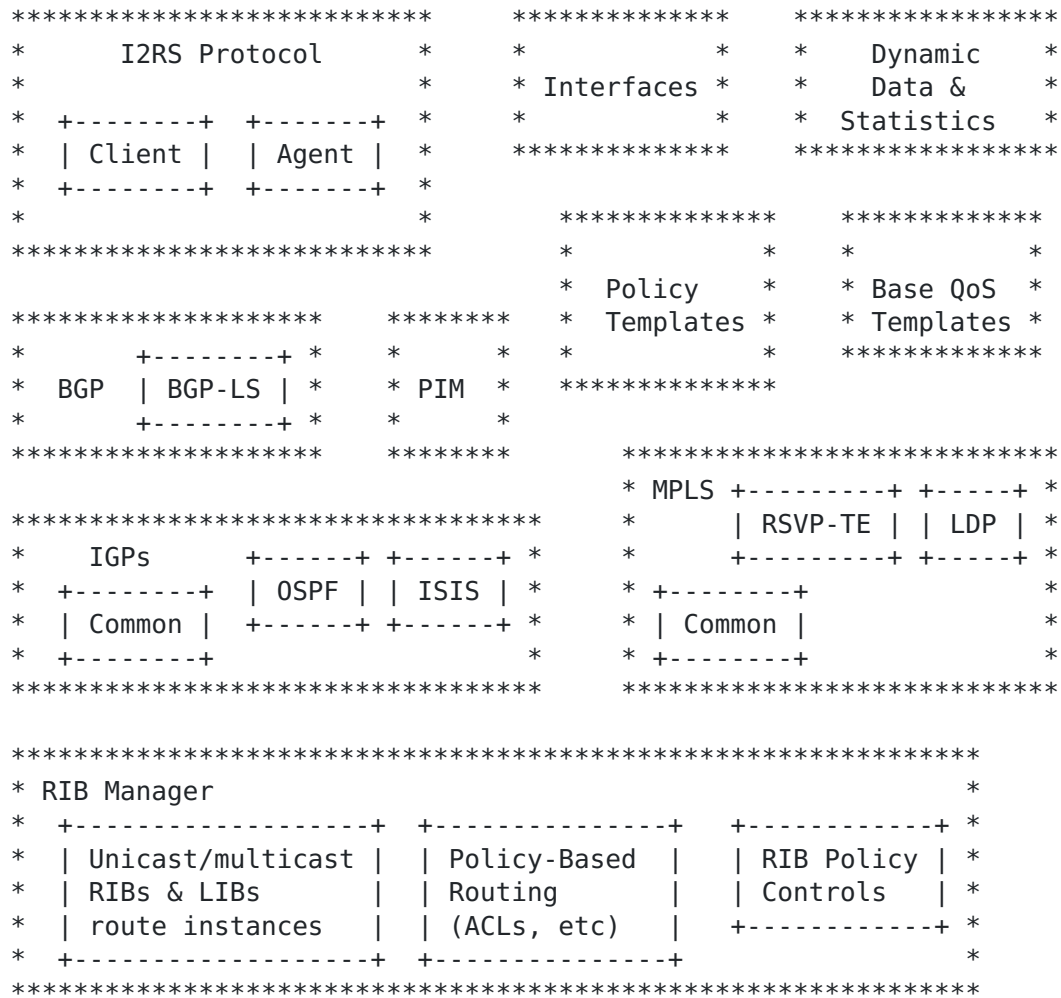 I2RS Protocol
Client
Agent
Interfaces
Dynamic
Data &
Statistics
Policy
Templates
Base QoS
Templates
BGP
BGP-LS
PIM
MPLS
RSVP-TE
LDP
Common
IGPs
OSPF
ISIS
Common
RIB Manager
Unicast/multicast
RIBs & LIBs
route instances
Policy-Based
Routing
(ACLs, etc)
RIB Policy
Controls